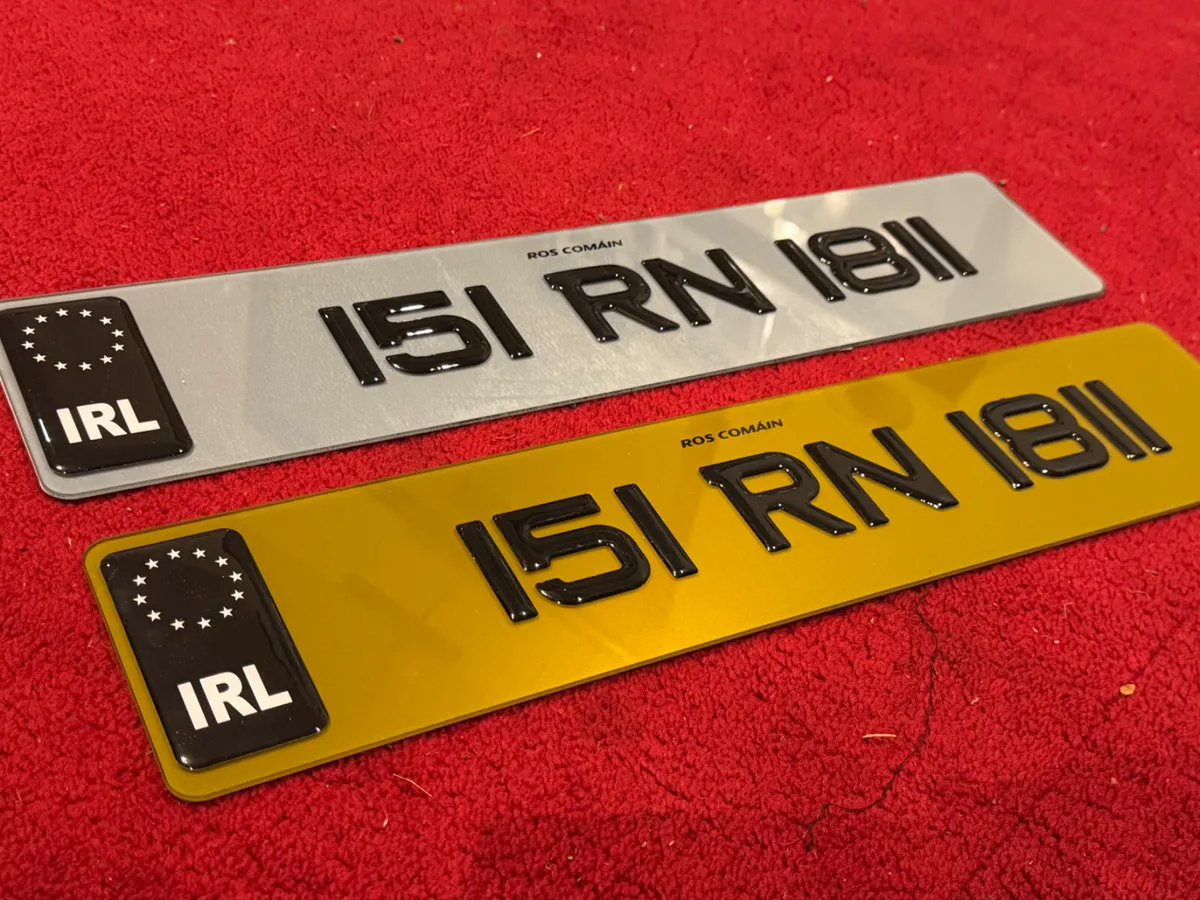 ROS COMÁIN
IRL 151 RN 1811
ROS COMÁIN
IRL 151 RN 1811